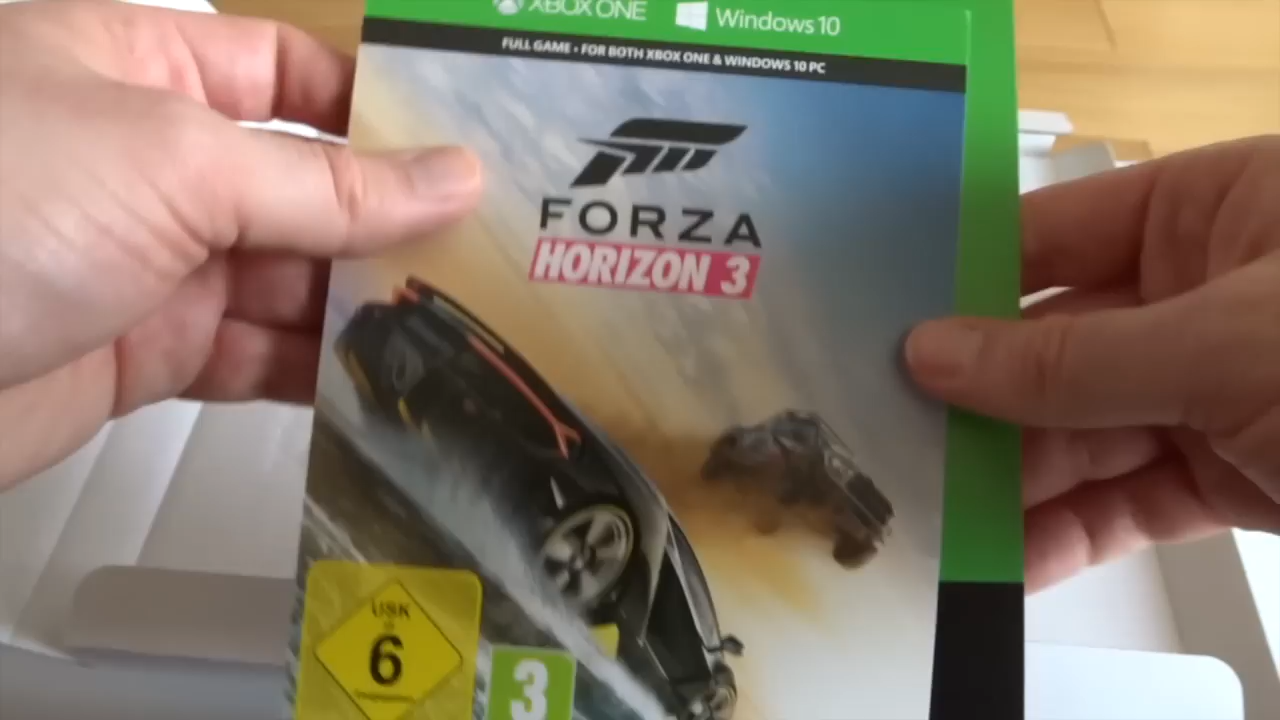 XBOX ONE
Windows 10
FULL GAME • FOR BOTH XBOX ONE & WINDOWS 10 PC
FORZA
HORIZON 3
USK
6
3